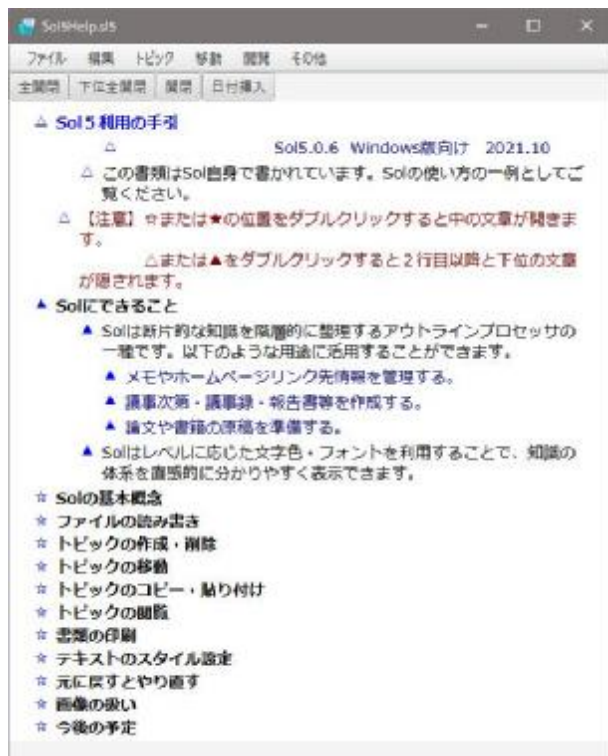 Sol5Help.sl5
ファイル 編集 トピック 移動 閲覧 その他
全開閉 下位全開閉 開閉 日付挿入
△ Sol５利用の手引
△ Sol5.0.6 Windows版向け 2021.10
△ この書類はSol自身で書かれています。Solの使い方の一例としてご
覧ください。
△ 【注意】☆または★の位置をダブルクリックすると中の文章が開きま
す。
△または▲をダブルクリックすると２行目以降と下位の文章
が隠されます。
▲ Solにできること
▲ Solは断片的な知識を階層的に整理するアウトラインプロセッサの
一種です。以下のような用途に活用することができます。
▲ メモやホームページリンク先情報を管理する。
▲ 議事次第・議事録・報告書等を作成する。
▲ 論文や書籍の原稿を準備する。
▲ Solはレベルに応じた文字色・フォントを利用することで、知識の
体系を直感的に分かりやすく表示できます。
☆ Solの基本概念
☆ ファイルの読み書き
☆ トピックの作成・削除
☆ トピックの移動
☆ トピックのコピー・貼り付け
☆ トピックの閲覧
☆ 書類の印刷
☆ テキストのスタイル設定
☆ 元に戻すとやり直す
☆ 画像の扱い
☆ 今後の予定